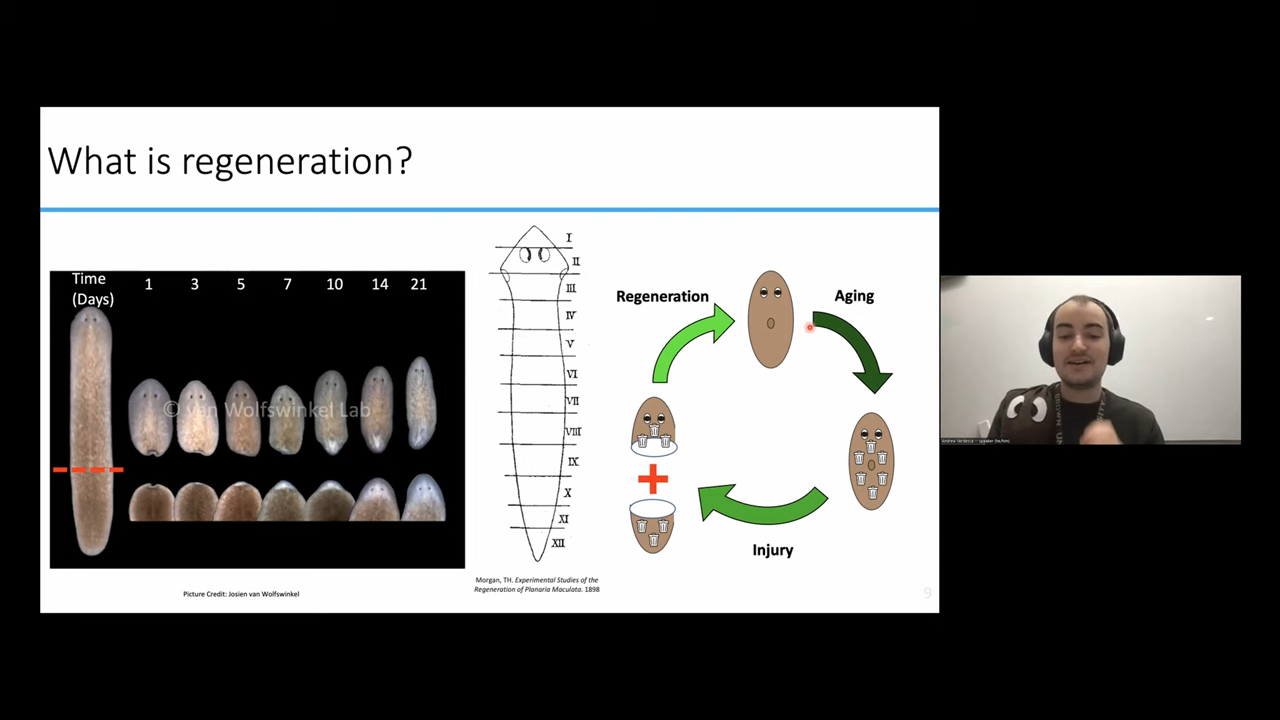 What is regeneration?
Time
(Days)
1 3 5 7 10 14 21
© van Wolfswinkel Lab
Picture Credit: Josien van Wolfswinkel
I
II
III
IV
V
VI
VII
VIII
IX
X
XI
XII
Morgan, TH. Experimental Studies of the
Regeneration of Planaria Maculata. 1898
Regeneration
Aging
Injury
9